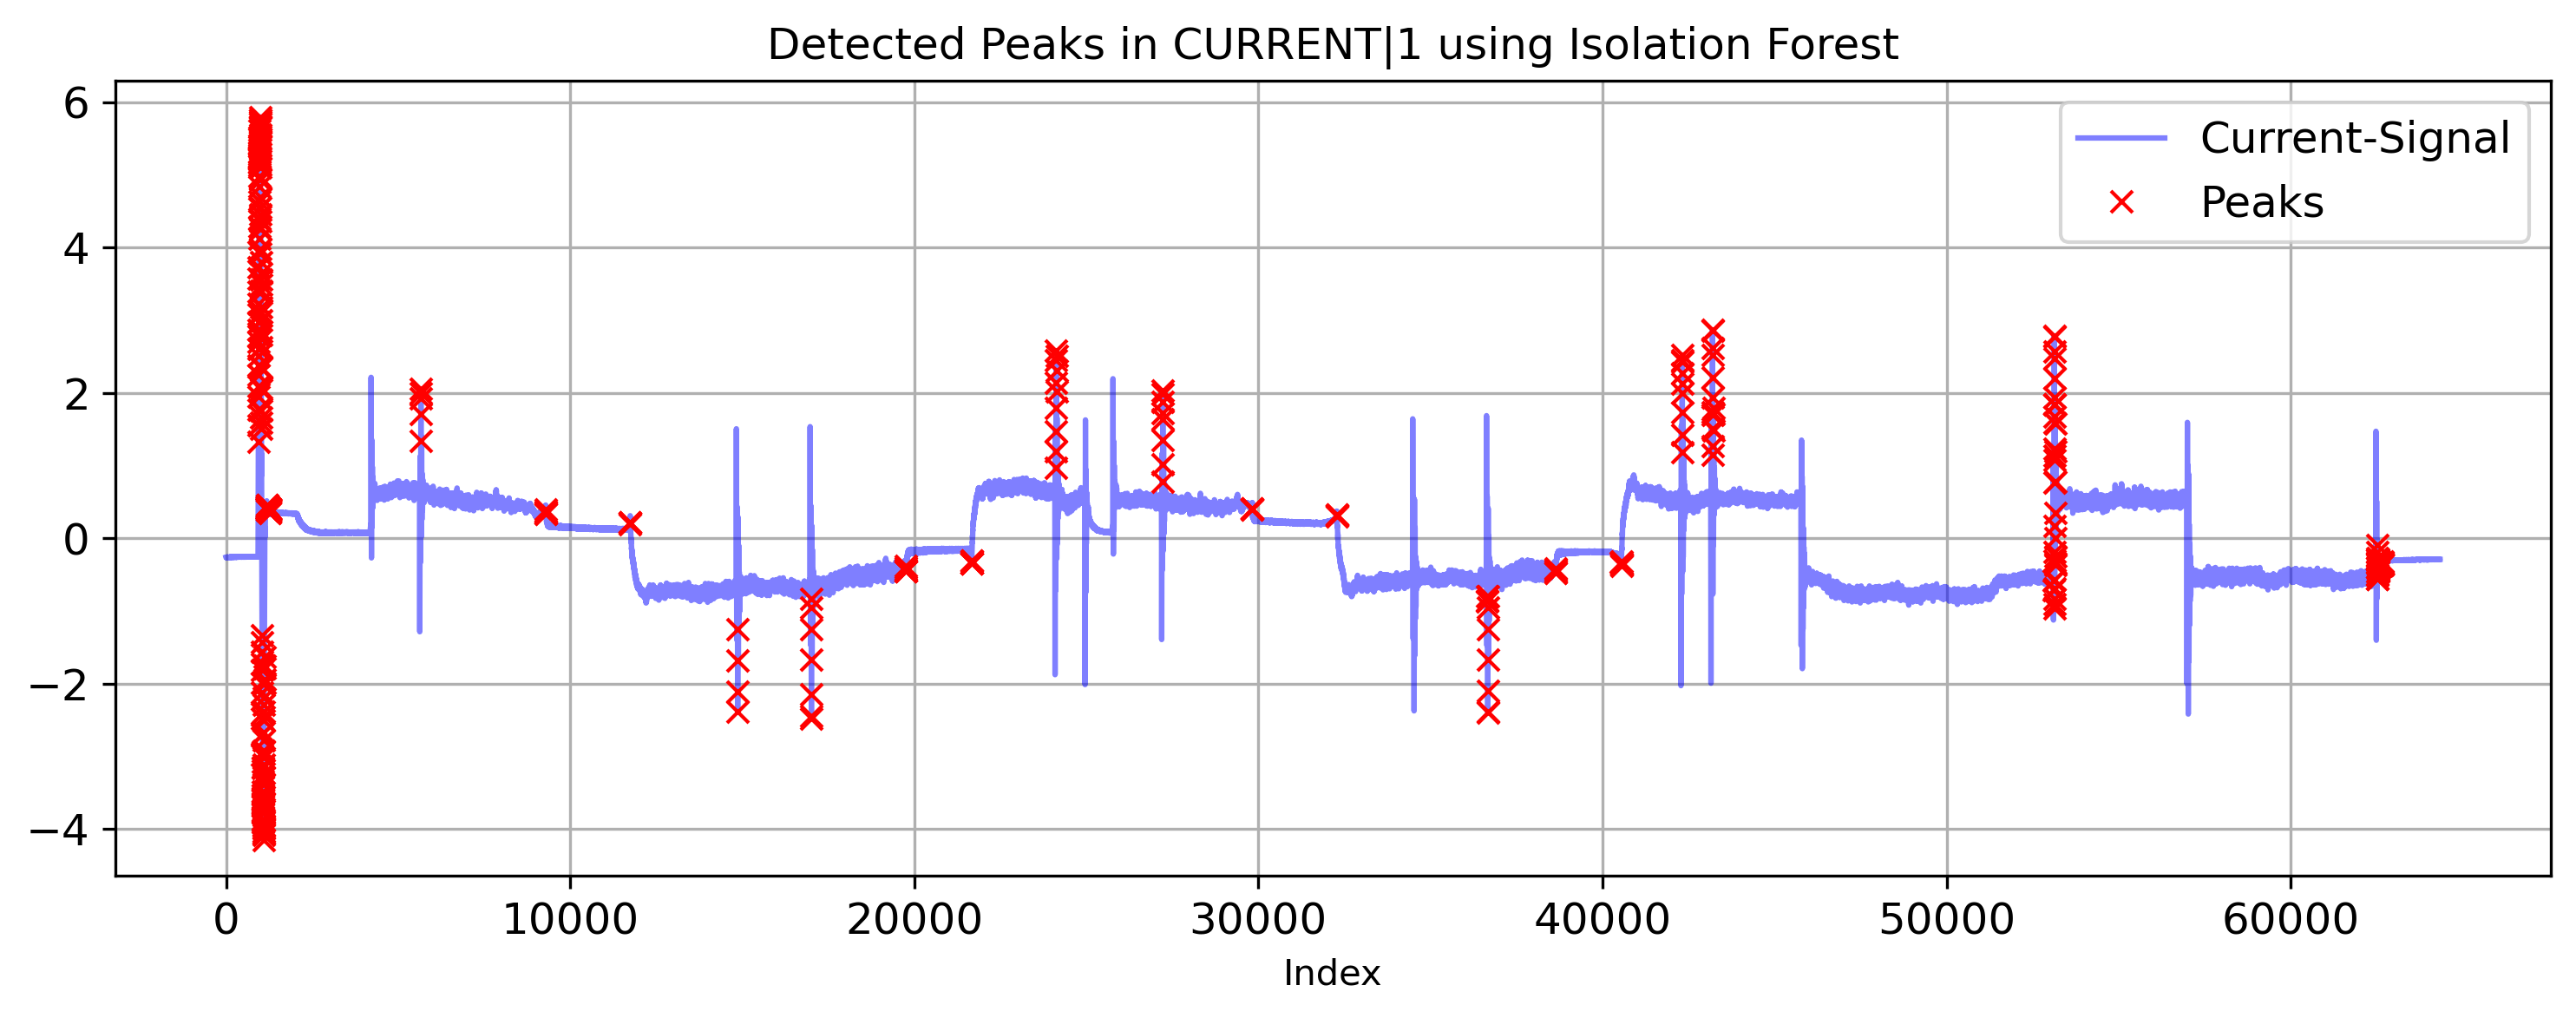 Detected Peaks in CURRENT|1 using Isolation Forest
6
4
2
0
−2
−4
Current-Signal
Peaks
0 10000 20000 30000 40000 50000 60000
Index